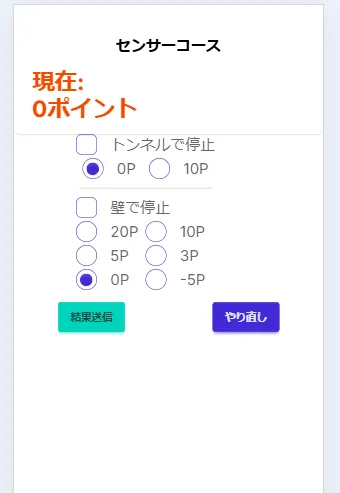 センサーコース
現在:
0ポイント
トンネルで停止
0P 10P
壁で停止
20P 10P
5P 3P
0P -5P
結果送信 やり直し